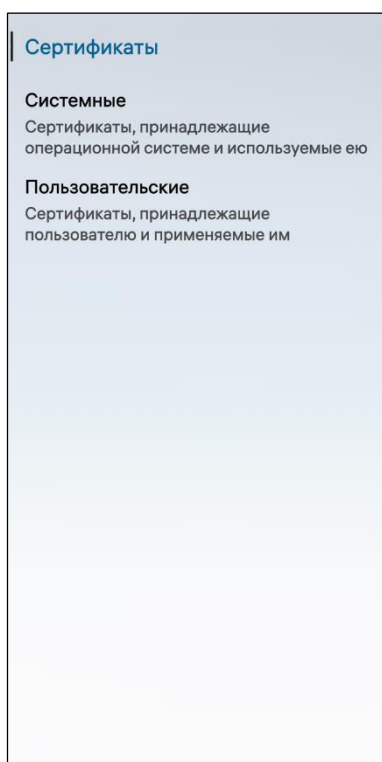 Сертификаты
Системные
Сертификаты, принадлежащие
операционной системе и используемые ею
Пользовательские
Сертификаты, принадлежащие
пользователю и применяемые им